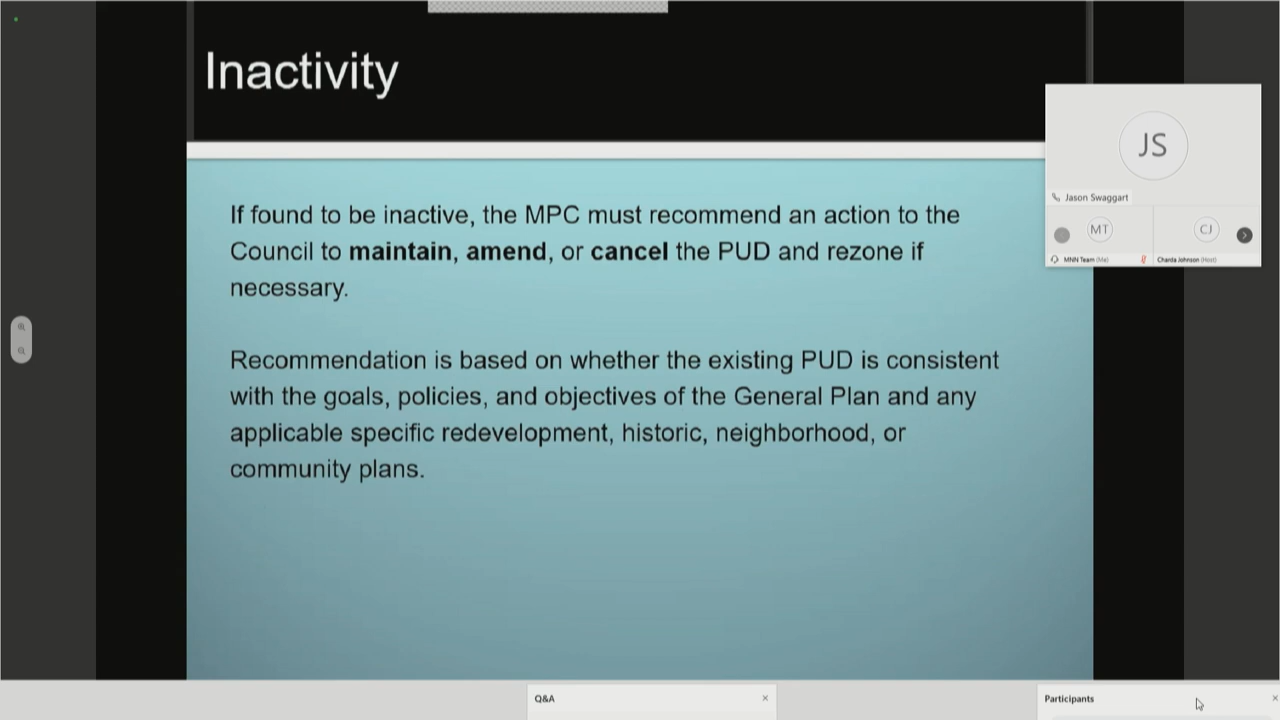 Inactivity
JS
Jason Swaggart
MT
CJ
MNN Team (Me)
Charda Johnson (Host)
If found to be inactive, the MPC must recommend an action to the
Council to maintain, amend, or cancel the PUD and rezone if
necessary.
Recommendation is based on whether the existing PUD is consistent
with the goals, policies, and objectives of the General Plan and any
applicable specific redevelopment, historic, neighborhood, or
community plans.
Q&A
Participants